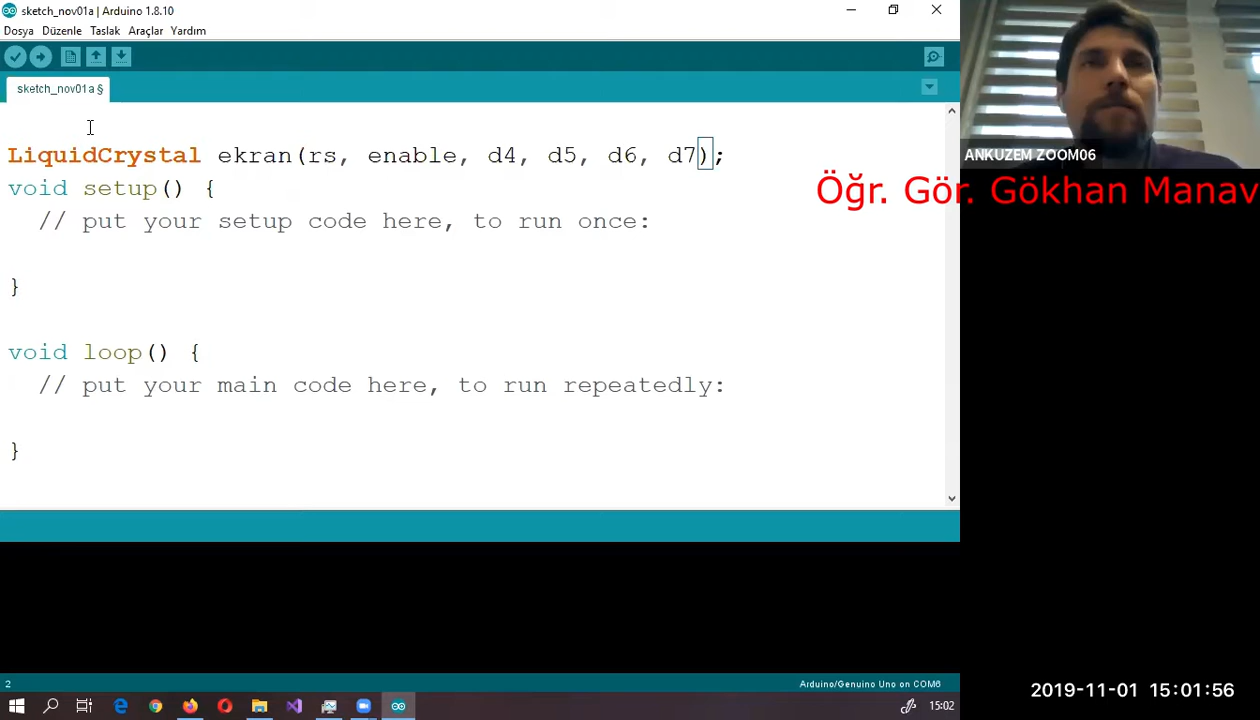 sketch_nov01a | Arduino 1.8.10
Dosya Düzenle Taslak Araçlar Yardım
sketch_nov01a §
LiquidCrystal ekran(rs, enable, d4, d5, d6, d7);
void setup() {
// put your setup code here, to run once:
}
void loop() {
// put your main code here, to run repeatedly:
}
ANKUZEM ZOOM06
Öğr. Gör. Gökhan Manav
2
Arduino/Genuino Uno on COM6
15:02
2019-11-01 15:01:56